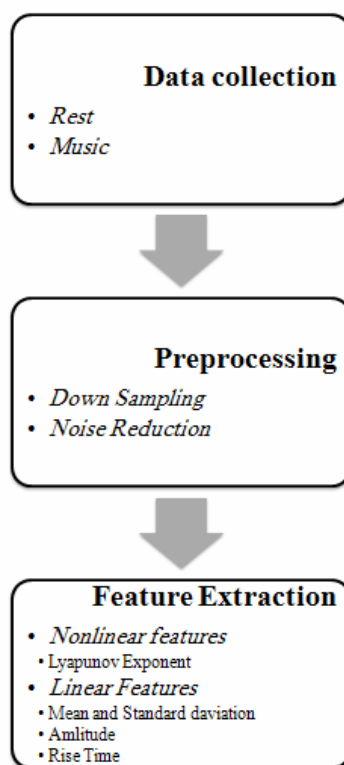 Data collection
• Rest
• Music
Preprocessing
• Down Sampling
• Noise Reduction
Feature Extraction
• Nonlinear features
• Lyapunov Exponent
• Linear Features
• Mean and Standard daviation
• Amlitude
• Rise Time